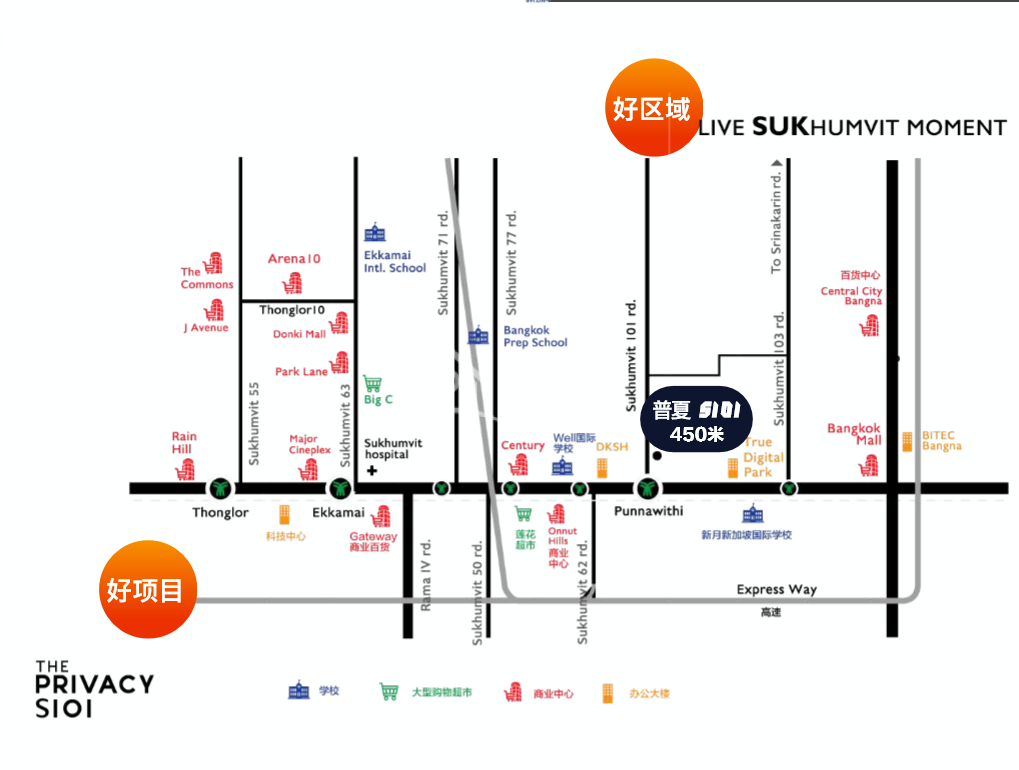 好区域
LIVE SUKHUMVIT MOMENT
To Srinakarin rd.
Sukhumvit 71 rd.
Sukhumvit 77 rd.
Ekkamai
Intl. School
The
Commons
Arena10
百货中心
Central City
Bangna
Thonglor10
J Avenue
Donki Mall
Bangkok
Prep School
Sukhumvit 101 rd.
Sukhumvit 103 rd.
Park Lane
Big C
Sukhumvit 55
Sukhumvit 63
普夏 S101
450米
Rain
Hill
Major
Cineplex
Sukhumvit
hospital
Century
Well国际
学校
DKSH
True
Digital
Park
Bangkok
Mall
BITEC
Bangna
Thonglor
科技中心
Ekkamai
Gateway
商业百货
莲花
超市
Onnut
Hills
商业
中心
Punnawithi
新月新加坡国际学校
Rama IV rd.
Sukhumvit 50 rd.
Sukhumvit 62 rd.
好项目
Express Way
高速
THE
PRIVACY
S101
学校
大型购物超市
商业中心
办公大楼